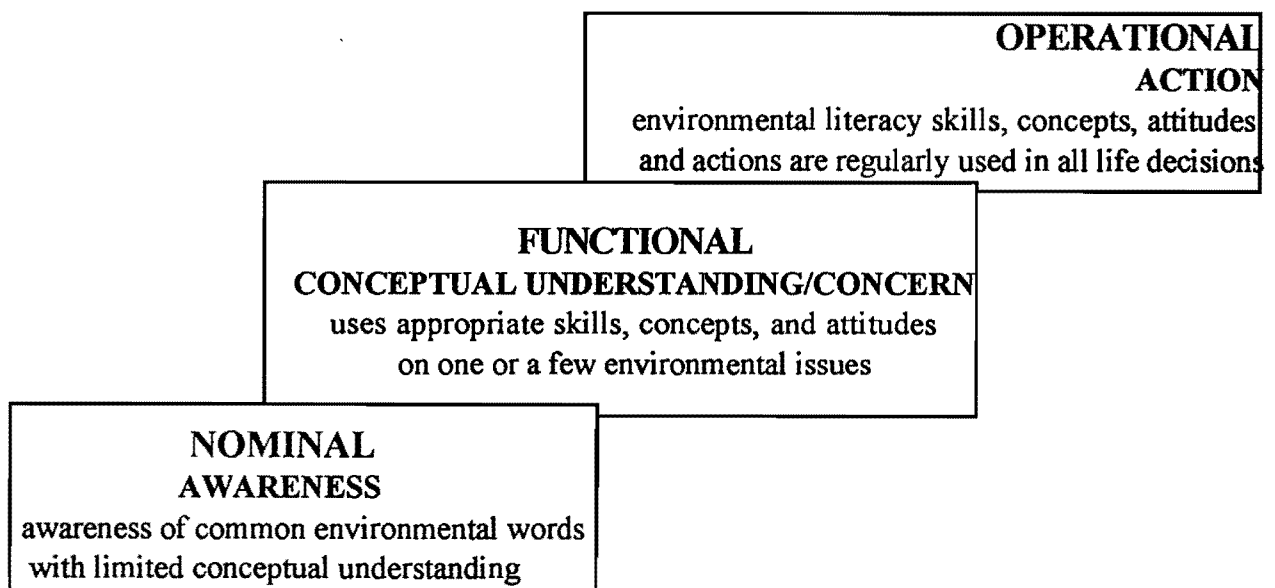 OPERATIONAL
ACTION
environmental literacy skills, concepts, attitudes
and actions are regularly used in all life decisions
FUNCTIONAL
CONCEPTUAL UNDERSTANDING/CONCERN
uses appropriate skills, concepts, and attitudes
on one or a few environmental issues
NOMINAL
AWARENESS
awareness of common environmental words
with limited conceptual understanding